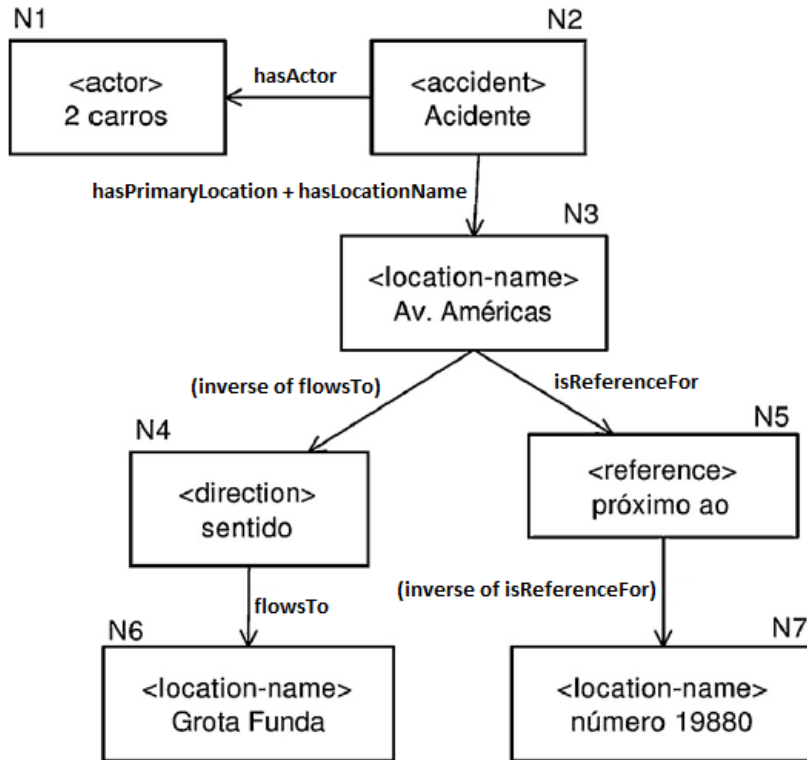 N1
N2
<actor>
2 carros
hasActor
<accident>
Acidente
hasPrimaryLocation + hasLocationName
N3
<location-name>
Av. Américas
(inverse of flowsTo)
isReferenceFor
N4
N5
<direction>
sentido
<reference>
próximo ao
flowsTo
(inverse of isReferenceFor)
N6
N7
<location-name>
Grota Funda
<location-name>
número 19880